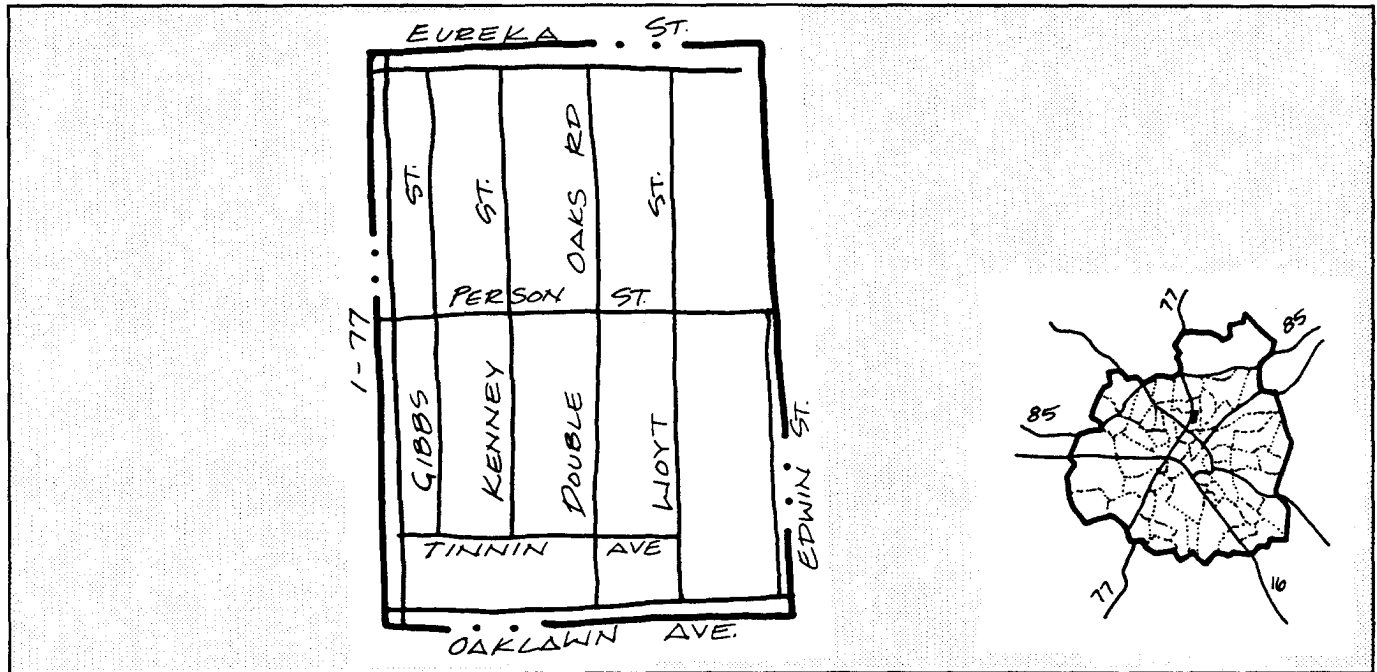 EUREKA ST.
GIBBS ST.
KENNEY ST.
DOUBLE OAKS RD
WOYT ST.
PERSON ST.
I-77
TINNIN AVE
EDWIN ST.
OAKLAWN AVE.
77
85
85
77
16